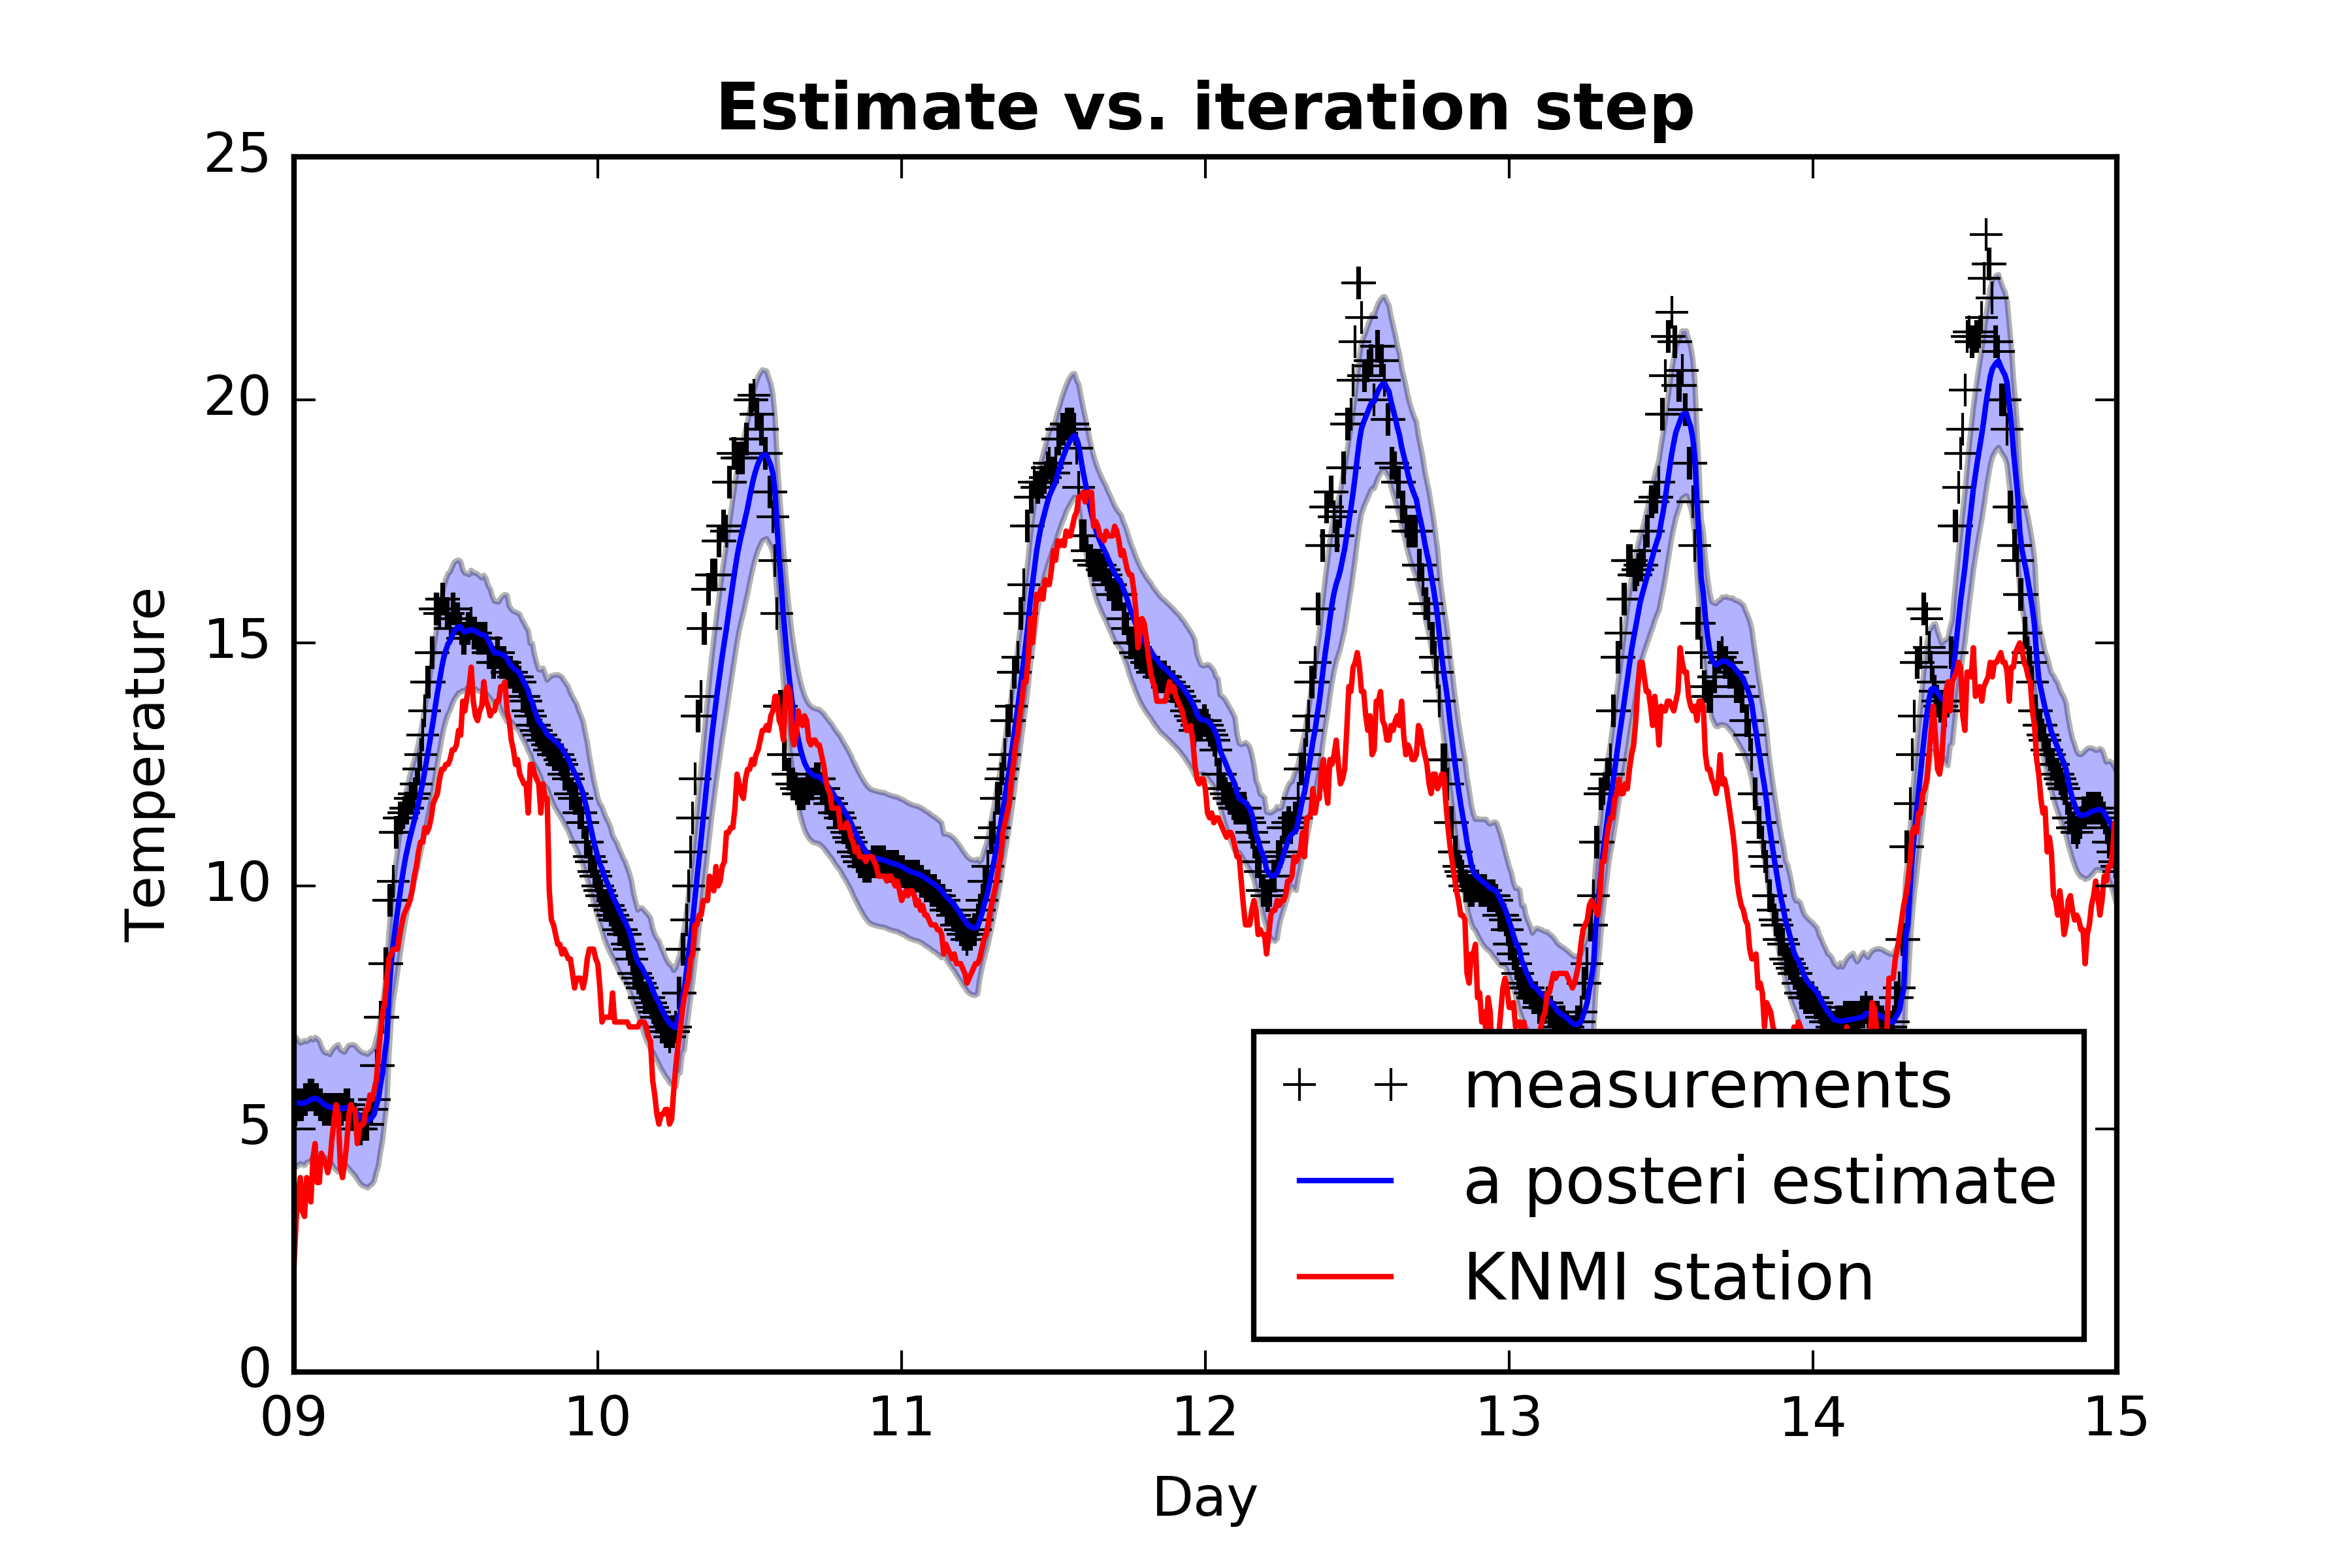 Estimate vs. iteration step
25
20
15
10
5
0
Temperature
09
10
11
12
13
14
15
Day
measurements
a posteri estimate
KNMI station